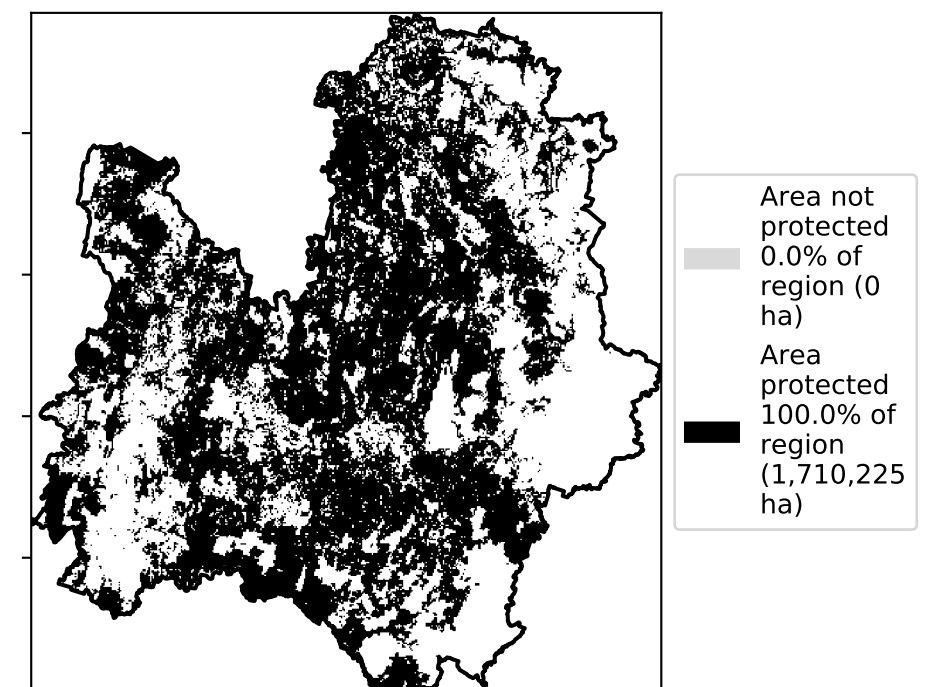 Area not
protected
0.0% of
region (0
ha)
Area
protected
100.0% of
region
(1,710,225
ha)